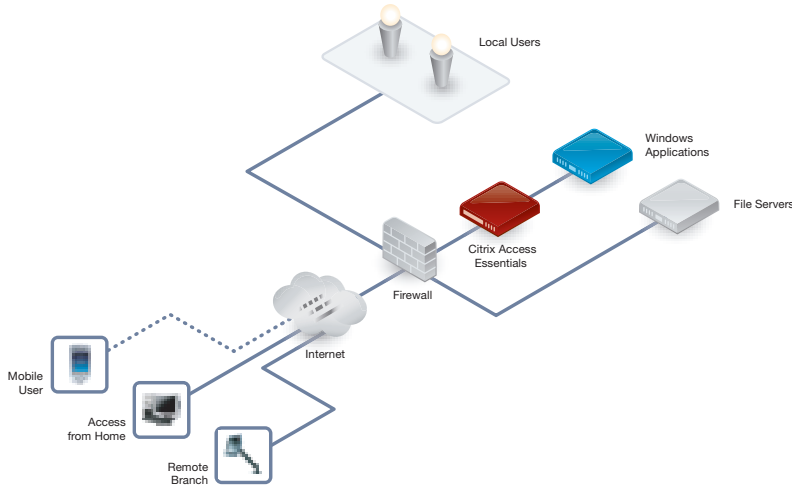 Local Users
Windows
Applications
File Servers
Citrix Access
Essentials
Firewall
Internet
Mobile
User
Access
from Home
Remote
Branch